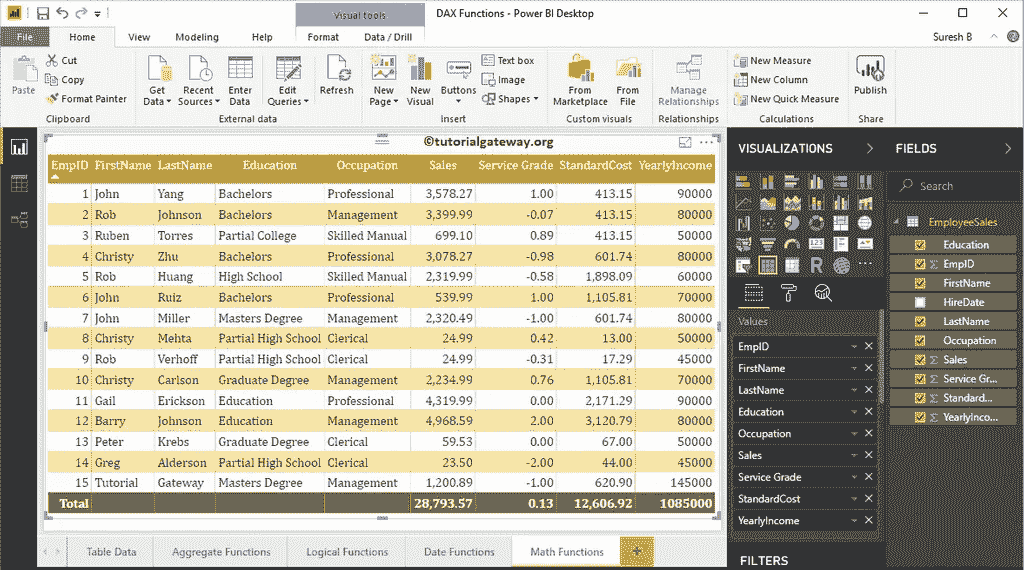 Visual tools
DAX Functions - Power BI Desktop
File Home View Modeling Help Format Data / Drill Suresh B
Paste
Cut
Copy
Format Painter
Clipboard
Get Data
Recent Sources
Enter Data
Edit Queries
Refresh
External data
New Page
New Visual
Buttons
Text box
Image
Shapes
Insert
From Marketplace
From File
Custom visuals
Manage Relationships
Relationships
New Measure
New Column
New Quick Measure
Calculations
Publish
Share
©tutorialgateway.org
EmpID FirstName LastName Education Occupation Sales Service Grade StandardCost YearlyIncome
1 John Yang Bachelors Professional 3,578.27 1.00 413.15 90000
2 Rob Johnson Bachelors Management 3,399.99 -0.07 413.15 80000
3 Ruben Torres Partial College Skilled Manual 699.10 0.89 413.15 50000
4 Christy Zhu Bachelors Professional 3,078.27 -0.98 601.74 80000
5 Rob Huang High School Skilled Manual 2,319.99 -0.58 1,898.09 60000
6 John Ruiz Bachelors Professional 539.99 1.00 1,105.81 70000
7 John Miller Masters Degree Management 2,320.49 -1.00 601.74 80000
8 Christy Mehta Partial High School Clerical 24.99 0.42 13.00 50000
9 Rob Verhoff Partial High School Clerical 24.99 -0.31 17.29 45000
10 Christy Carlson Graduate Degree Management 2,234.99 0.76 1,105.81 70000
11 Gail Erickson Education Professional 4,319.99 0.00 2,171.29 90000
12 Barry Johnson Education Management 4,968.59 2.00 3,120.79 80000
13 Peter Krebs Graduate Degree Clerical 59.53 0.00 67.00 50000
14 Greg Alderson Partial High School Clerical 23.50 -2.00 44.00 45000
15 Tutorial Gateway Masters Degree Management 1,200.89 -1.00 620.90 145000
Total 28,793.57 0.13 12,606.92 1085000
Table Data Aggregate Functions Logical Functions Date Functions Math Functions
VISUALIZATIONS
123
R
Values
EmpID
FirstName
LastName
Education
Occupation
Sales
Service Grade
StandardCost
YearlyIncome
FILTERS
FIELDS
Search
EmployeeSales
Education
Σ EmpID
FirstName
HireDate
LastName
Occupation
Σ Sales
Σ Service Gr...
Σ Standard...
Σ YearlyInco...